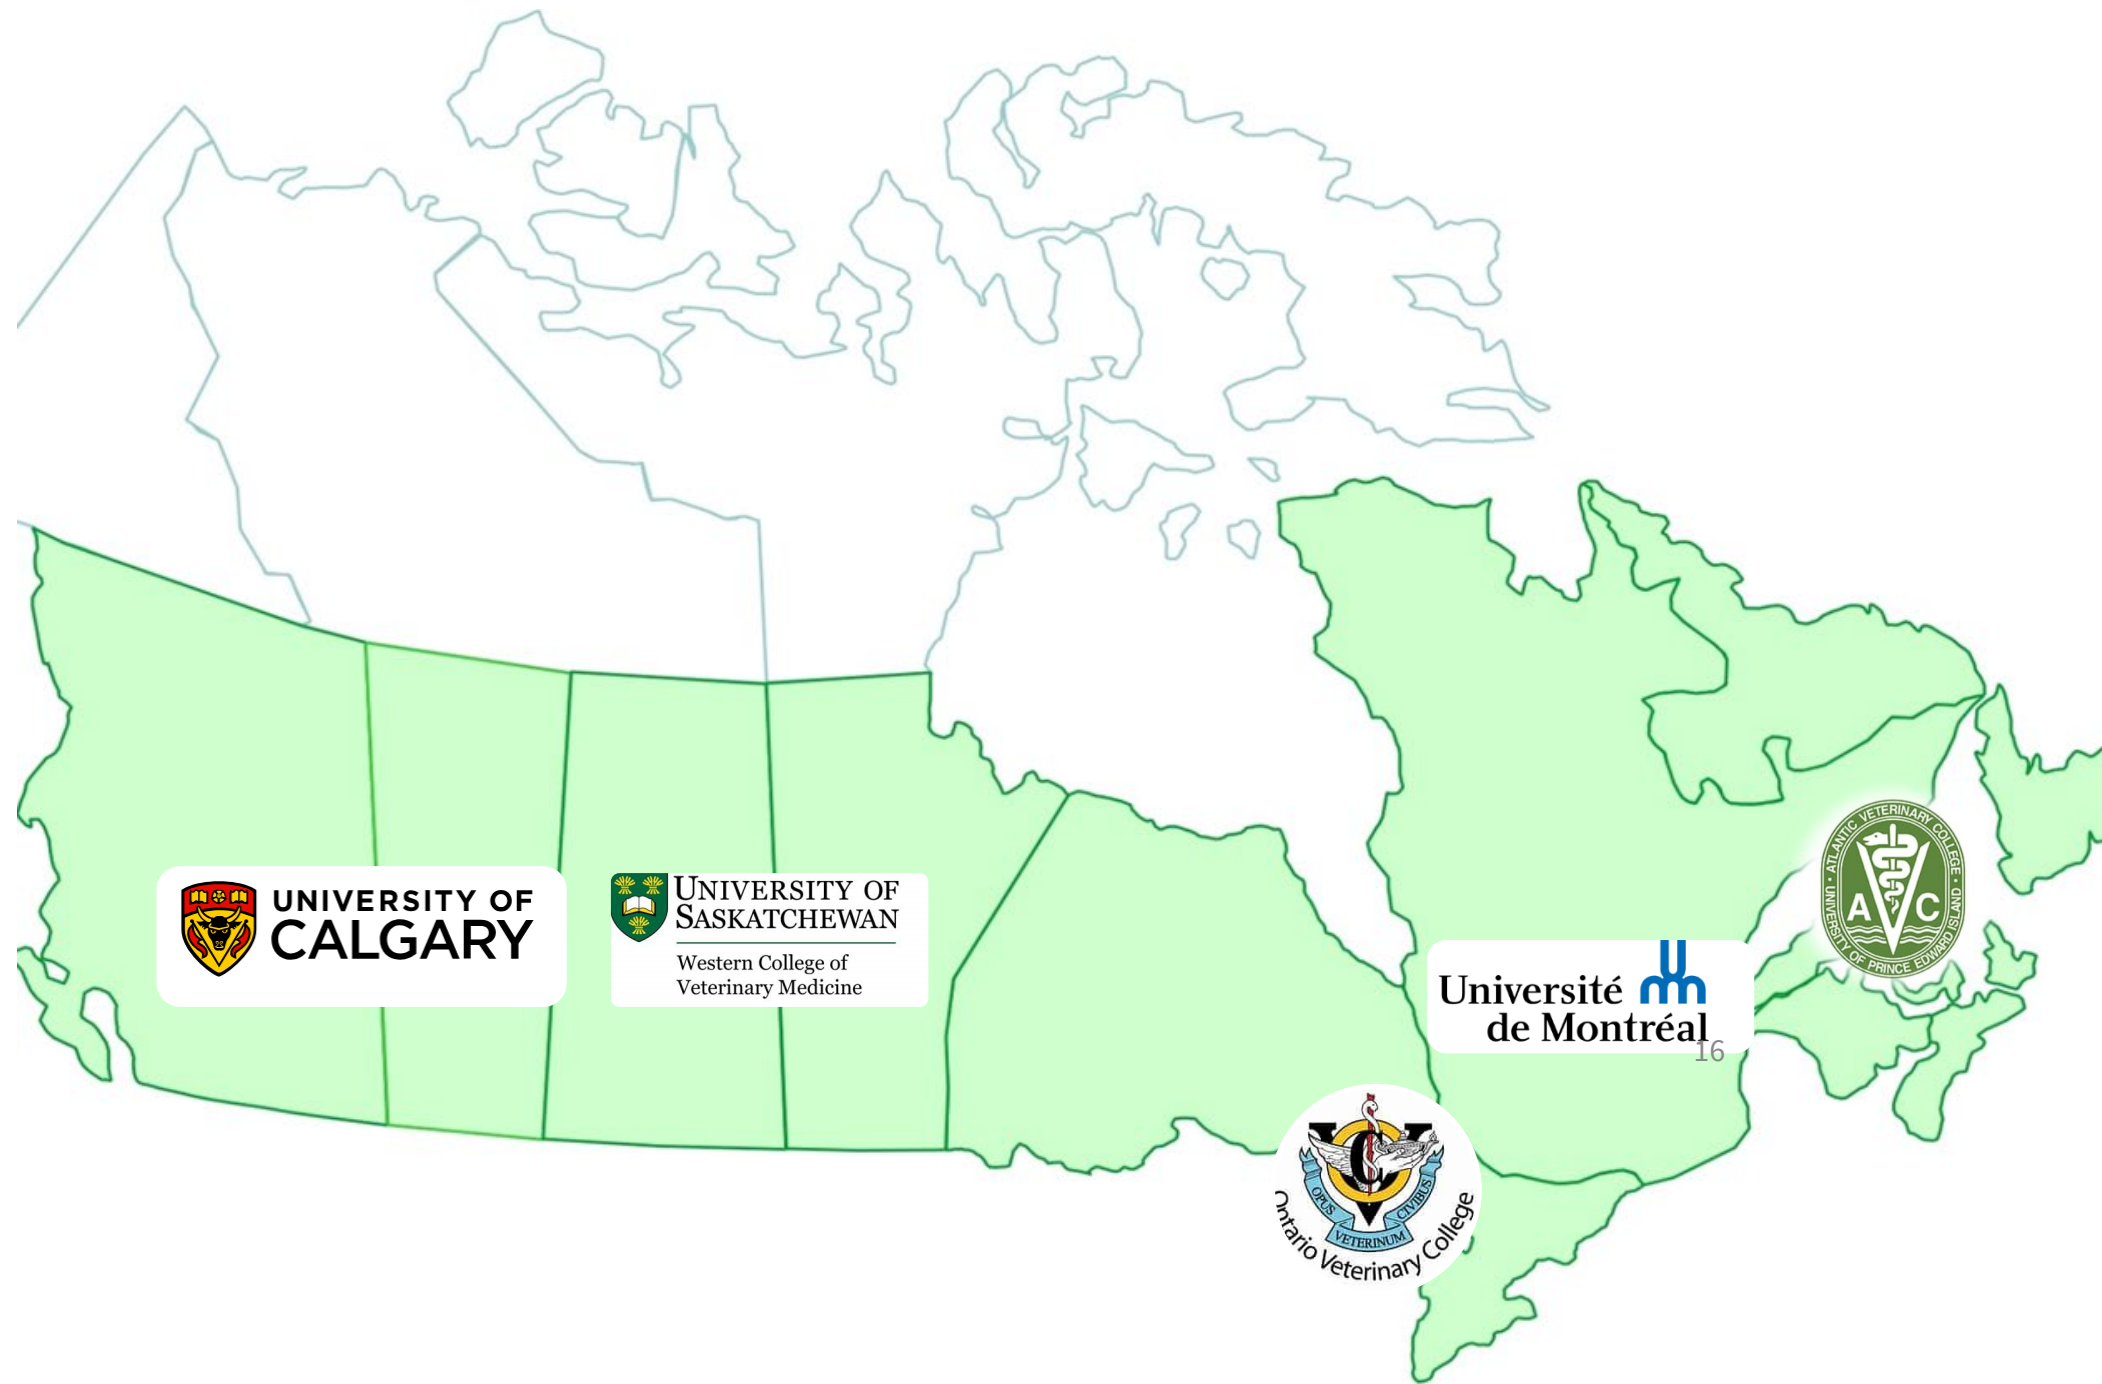 UNIVERSITY OF
CALGARY
UNIVERSITY OF
SASKATCHEWAN
Western College of
Veterinary Medicine
Université
de Montréal
16
ATLANTIC VETERINARY COLLEGE •
UNIVERSITY OF PRINCE EDWARD ISLAND •
A V C
OVC
OPUS
VETERINUM
CIVIBUS
Ontario Veterinary College